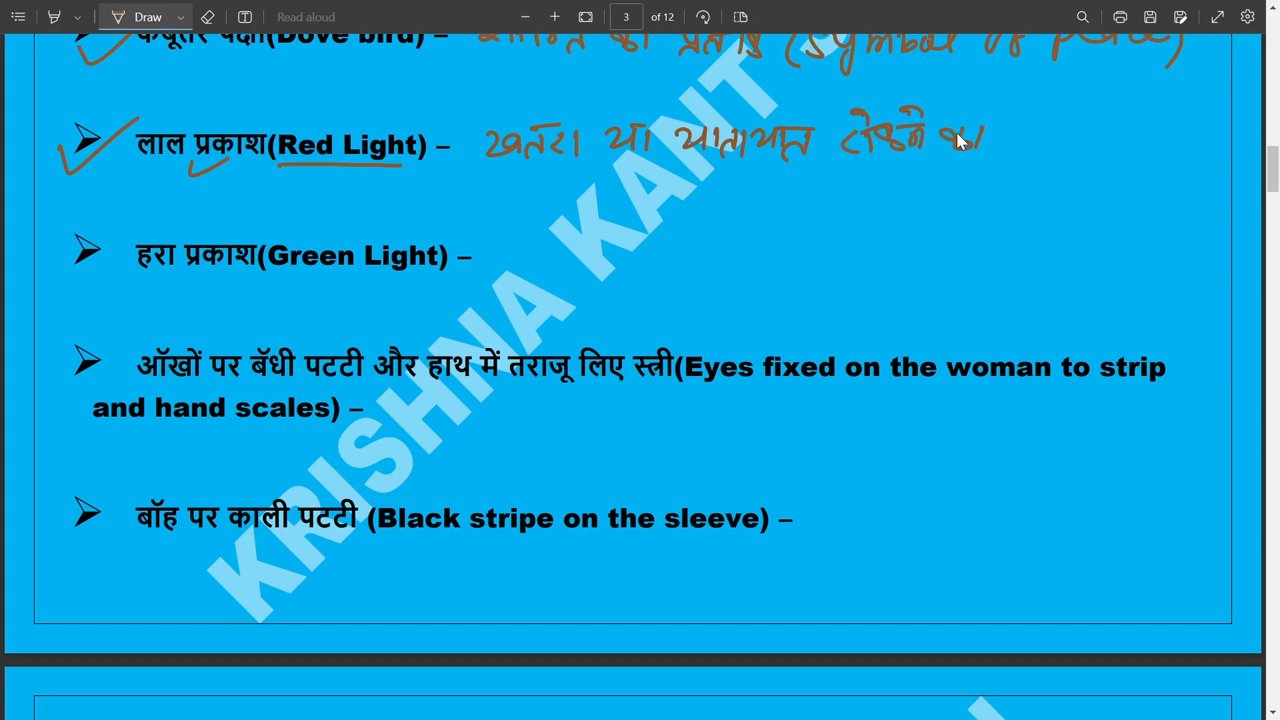 Draw
Read aloud
3
of 12
कबूतर पक्षी(Dove bird) – शान्ति का प्रतीक (Symbol of peace)
लाल प्रकाश(Red Light) – खतरा या यातायात रोकने का
हरा प्रकाश(Green Light) –
ऑखों पर बॅधी पटटी और हाथ में तराजू लिए स्त्री(Eyes fixed on the woman to strip
and hand scales) –
बॉह पर काली पटटी (Black stripe on the sleeve) –
KRISHNA KANT